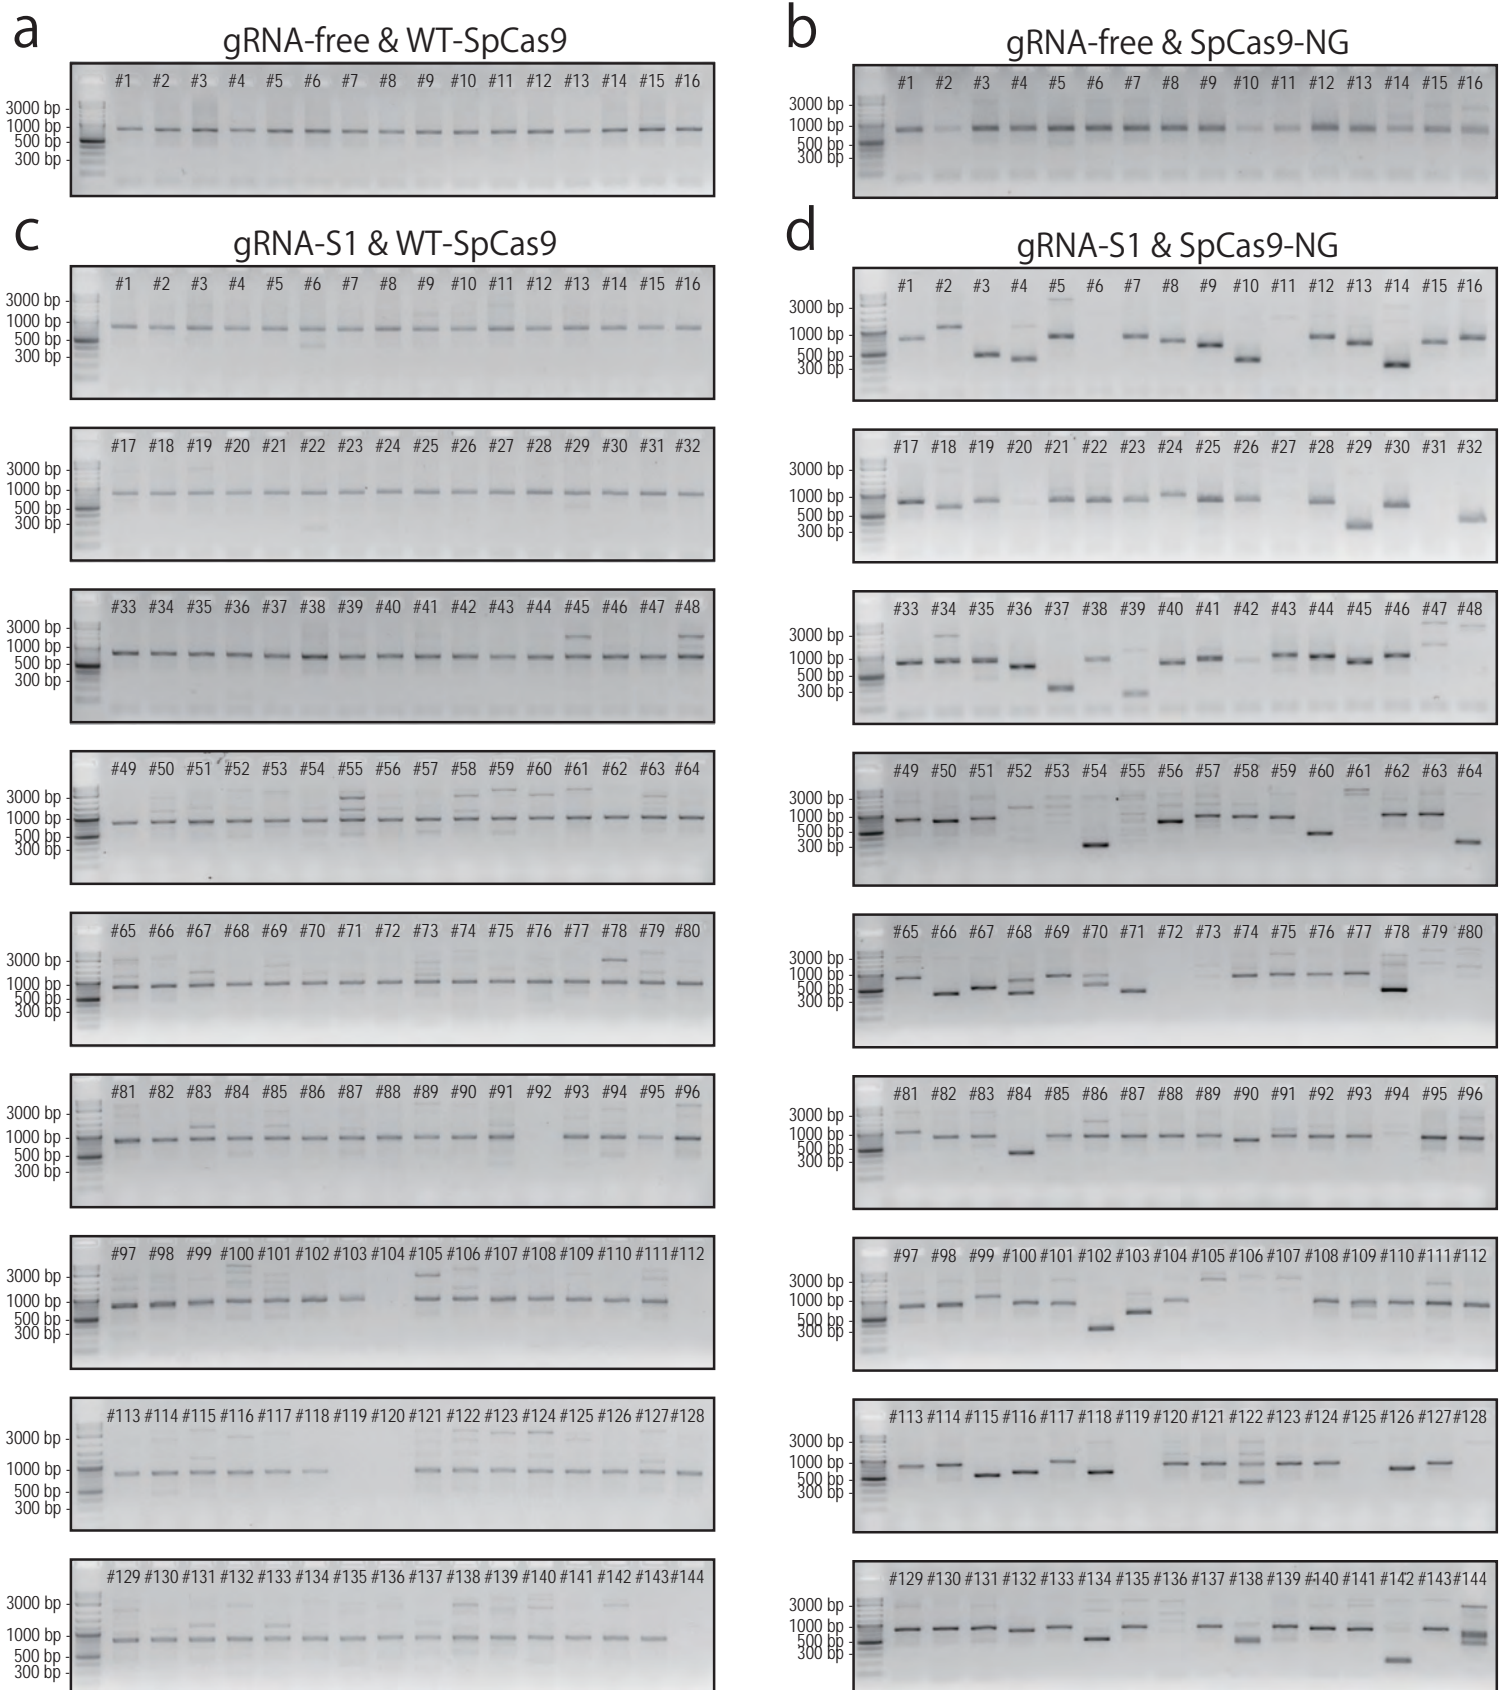 a
gRNA-free & WT-SpCas9
#1 #2 #3 #4 #5 #6 #7 #8 #9 #10 #11 #12 #13 #14 #15 #16
3000 bp
1000 bp
500 bp
300 bp
b
gRNA-free & SpCas9-NG
#1 #2 #3 #4 #5 #6 #7 #8 #9 #10 #11 #12 #13 #14 #15 #16
3000 bp
1000 bp
500 bp
300 bp
c
gRNA-S1 & WT-SpCas9
#1 #2 #3 #4 #5 #6 #7 #8 #9 #10 #11 #12 #13 #14 #15 #16
3000 bp
1000 bp
500 bp
300 bp
#17 #18 #19 #20 #21 #22 #23 #24 #25 #26 #27 #28 #29 #30 #31 #32
3000 bp
1000 bp
500 bp
300 bp
#33 #34 #35 #36 #37 #38 #39 #40 #41 #42 #43 #44 #45 #46 #47 #48
3000 bp
1000 bp
500 bp
300 bp
#49 #50 #51 #52 #53 #54 #55 #56 #57 #58 #59 #60 #61 #62 #63 #64
3000 bp
1000 bp
500 bp
300 bp
#65 #66 #67 #68 #69 #70 #71 #72 #73 #74 #75 #76 #77 #78 #79 #80
3000 bp
1000 bp
500 bp
300 bp
#81 #82 #83 #84 #85 #86 #87 #88 #89 #90 #91 #92 #93 #94 #95 #96
3000 bp
1000 bp
500 bp
300 bp
#97 #98 #99 #100 #101 #102 #103 #104 #105 #106 #107 #108 #109 #110 #111 #112
3000 bp
1000 bp
500 bp
300 bp
#113 #114 #115 #116 #117 #118 #119 #120 #121 #122 #123 #124 #125 #126 #127 #128
3000 bp
1000 bp
500 bp
300 bp
#129 #130 #131 #132 #133 #134 #135 #136 #137 #138 #139 #140 #141 #142 #143 #144
3000 bp
1000 bp
500 bp
300 bp
d
gRNA-S1 & SpCas9-NG
#1 #2 #3 #4 #5 #6 #7 #8 #9 #10 #11 #12 #13 #14 #15 #16
3000 bp
1000 bp
500 bp
300 bp
#17 #18 #19 #20 #21 #22 #23 #24 #25 #26 #27 #28 #29 #30 #31 #32
3000 bp
1000 bp
500 bp
300 bp
#33 #34 #35 #36 #37 #38 #39 #40 #41 #42 #43 #44 #45 #46 #47 #48
3000 bp
1000 bp
500 bp
300 bp
#49 #50 #51 #52 #53 #54 #55 #56 #57 #58 #59 #60 #61 #62 #63 #64
3000 bp
1000 bp
500 bp
300 bp
#65 #66 #67 #68 #69 #70 #71 #72 #73 #74 #75 #76 #77 #78 #79 #80
3000 bp
1000 bp
500 bp
300 bp
#81 #82 #83 #84 #85 #86 #87 #88 #89 #90 #91 #92 #93 #94 #95 #96
3000 bp
1000 bp
500 bp
300 bp
#97 #98 #99 #100 #101 #102 #103 #104 #105 #106 #107 #108 #109 #110 #111 #112
3000 bp
1000 bp
500 bp
300 bp
#113 #114 #115 #116 #117 #118 #119 #120 #121 #122 #123 #124 #125 #126 #127 #128
3000 bp
1000 bp
500 bp
300 bp
#129 #130 #131 #132 #133 #134 #135 #136 #137 #138 #139 #140 #141 #142 #143 #144
3000 bp
1000 bp
500 bp
300 bp